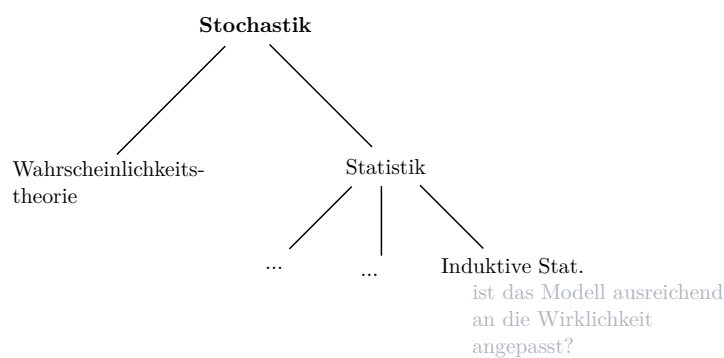 Stochastik
Wahrscheinlichkeits-
theorie
Statistik
...
...
Induktive Stat.
ist das Modell ausreichend
an die Wirklichkeit
angepasst?